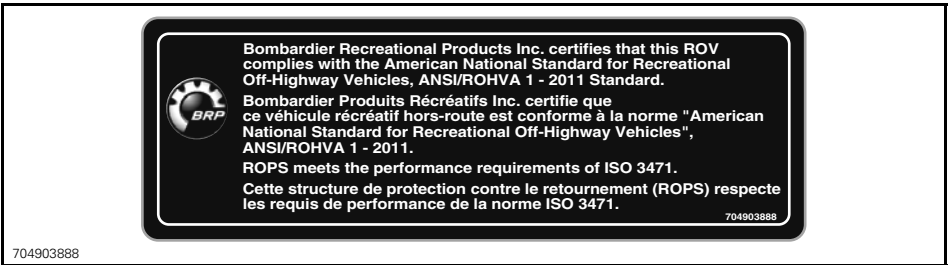 Bombardier Recreational Products Inc. certifies that this ROV
complies with the American National Standard for Recreational
Off-Highway Vehicles, ANSI/ROHVA 1 - 2011 Standard.
BRP
Bombardier Produits Récréatifs Inc. certifie que
ce véhicule récréatif hors-route est conforme à la norme "American
National Standard for Recreational Off-Highway Vehicles",
ANSI/ROHVA 1 - 2011.
ROPS meets the performance requirements of ISO 3471.
Cette structure de protection contre le retournement (ROPS) respecte
les requis de performance de la norme ISO 3471.
704903888
704903888